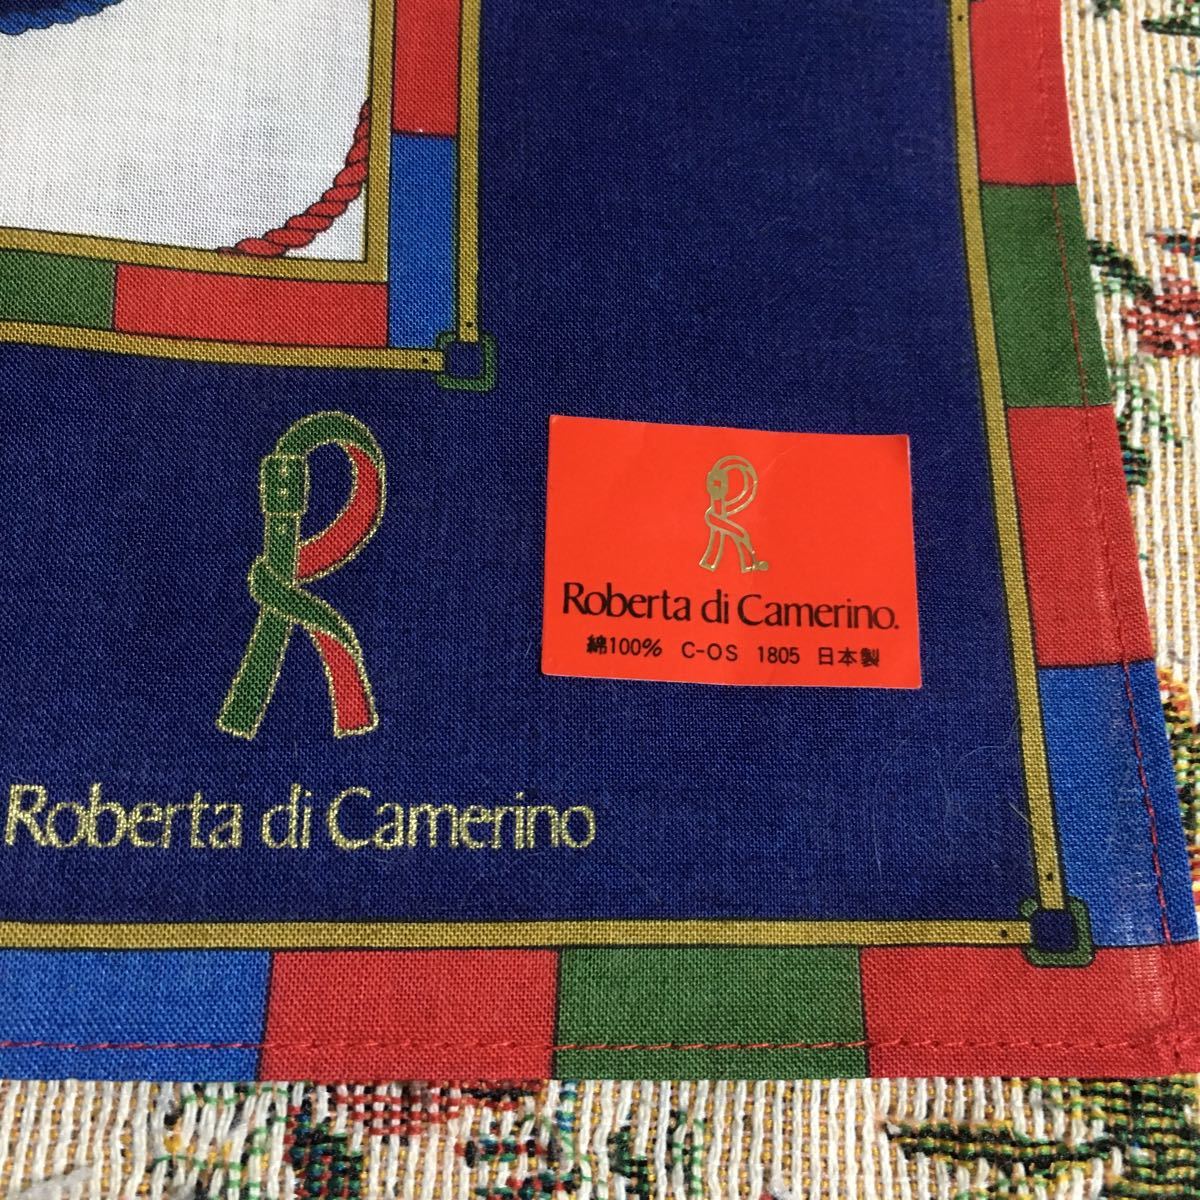 R
Roberta di Camerino
R.
Roberta di Camerino.
綿100% C-OS 1805 日本製